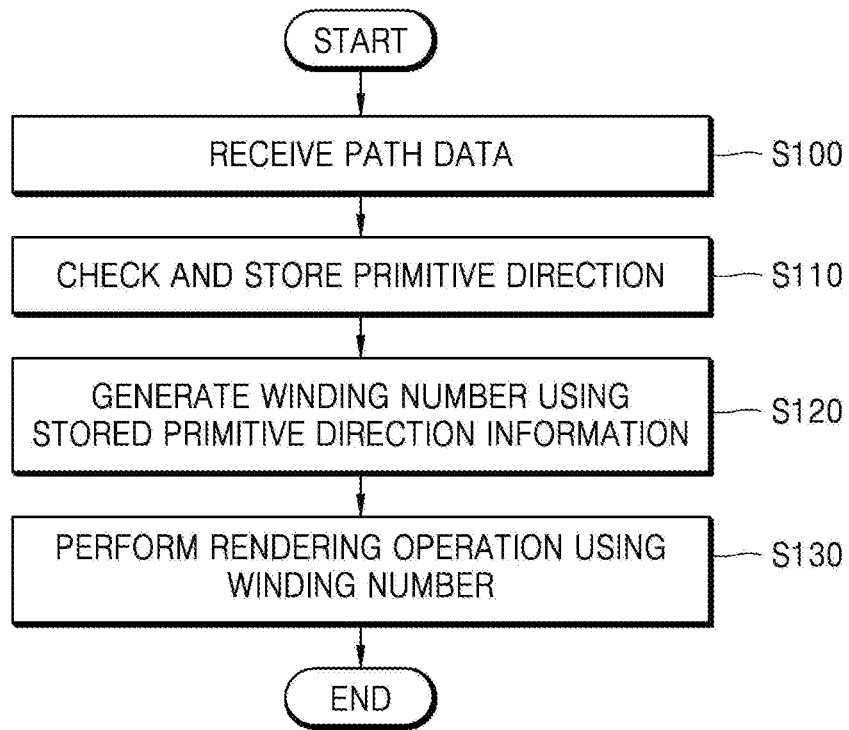 START
RECEIVE PATH DATA
S100
CHECK AND STORE PRIMITIVE DIRECTION
S110
GENERATE WINDING NUMBER USING
STORED PRIMITIVE DIRECTION INFORMATION
S120
PERFORM RENDERING OPERATION USING
WINDING NUMBER
S130
END